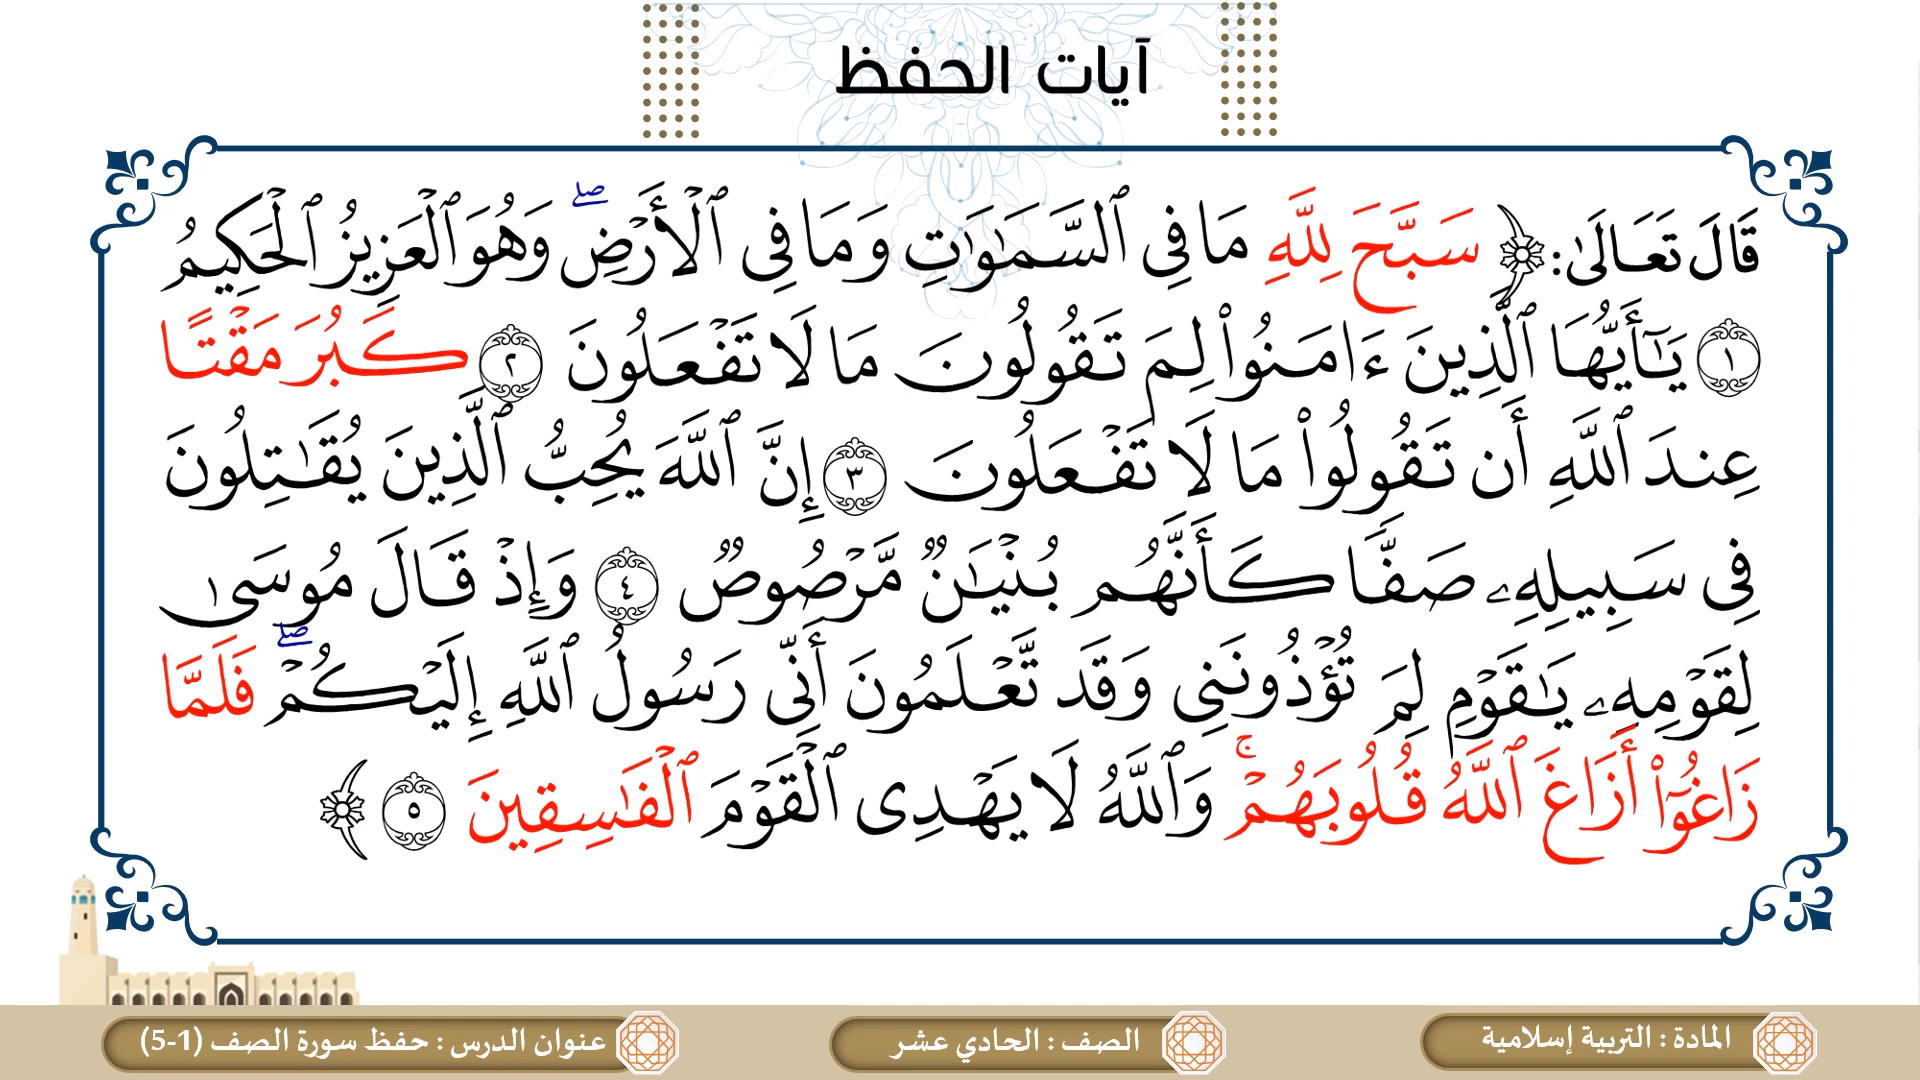 آيات الحفظ
قَالَ تَعَالَىٰ: ﴿ سَبَّحَ لِلَّهِ مَا فِى ٱلسَّمَٰوَٰتِ وَمَا فِى ٱلْأَرْضِ ۖ وَهُوَ ٱلْعَزِيزُ ٱلْحَكِيمُ
١ يَٰٓأَيُّهَا ٱلَّذِينَ ءَامَنُوا۟ لِمَ تَقُولُونَ مَا لَا تَفْعَلُونَ ٢ كَبُرَ مَقْتًا
عِندَ ٱللَّهِ أَن تَقُولُوا۟ مَا لَا تَفْعَلُونَ ٣ إِنَّ ٱللَّهَ يُحِبُّ ٱلَّذِينَ يُقَٰتِلُونَ
فِى سَبِيلِهِۦ صَفًّا كَأَنَّهُم بُنْيَٰنٌ مَّرْصُوصٌ ٤ وَإِذْ قَالَ مُوسَىٰ
لِقَوْمِهِۦ يَٰقَوْمِ لِمَ تُؤْذُونَنِى وَقَد تَّعْلَمُونَ أَنِّى رَسُولُ ٱللَّهِ إِلَيْكُمْ ۖ فَلَمَّا
زَاغُوٓا۟ أَزَاغَ ٱللَّهُ قُلُوبَهُمْ ۚ وَٱللَّهُ لَا يَهْدِى ٱلْقَوْمَ ٱلْفَٰسِقِينَ ٥ ﴾
المادة : التربية إسلامية
الصف : الحادي عشر
عنوان الدرس : حفظ سورة الصف (1-5)